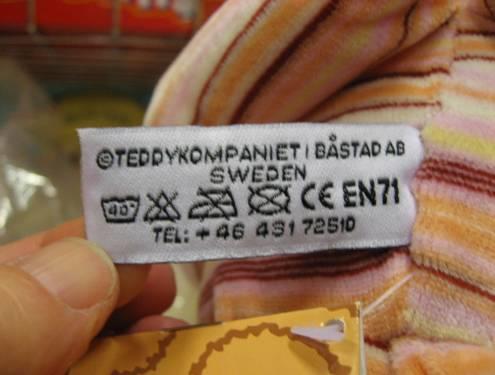 ©TEDDYKOMPANIET I BÅSTAD AB
SWEDEN
40° CE EN71
TEL: +46 431 72510